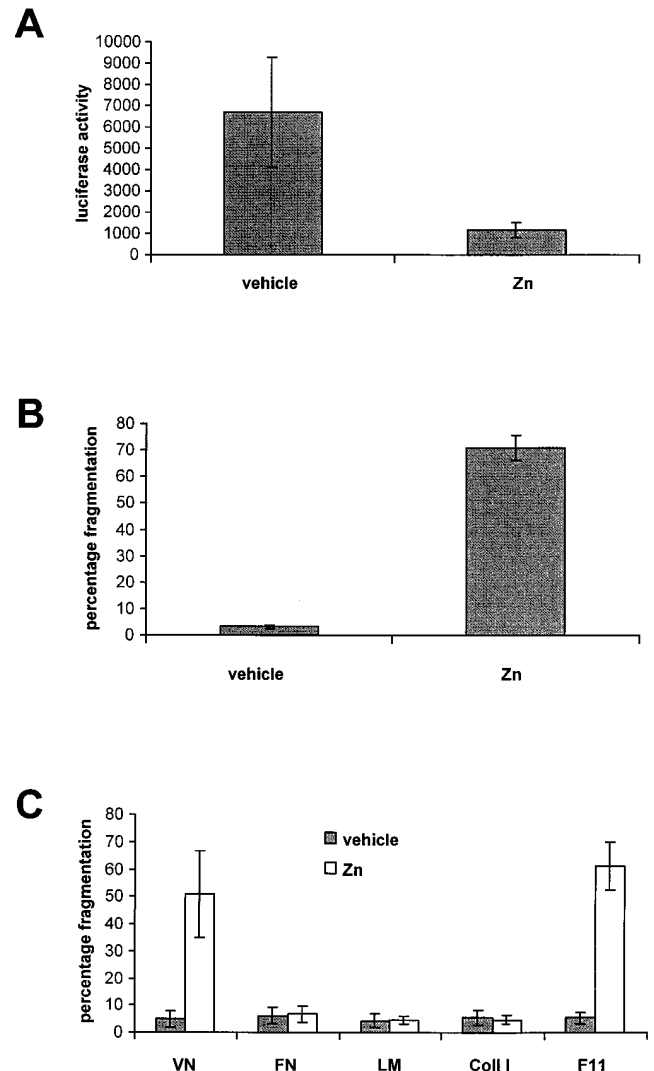 A
luciferase activity
10000
9000
8000
7000
6000
5000
4000
3000
2000
1000
0
vehicle Zn
B
percentage fragmentation
80
70
60
50
40
30
20
10
0
vehicle Zn
C
percentage fragmentation
80
70
60
50
40
30
20
10
0
vehicle
Zn
VN FN LM Coll I F11